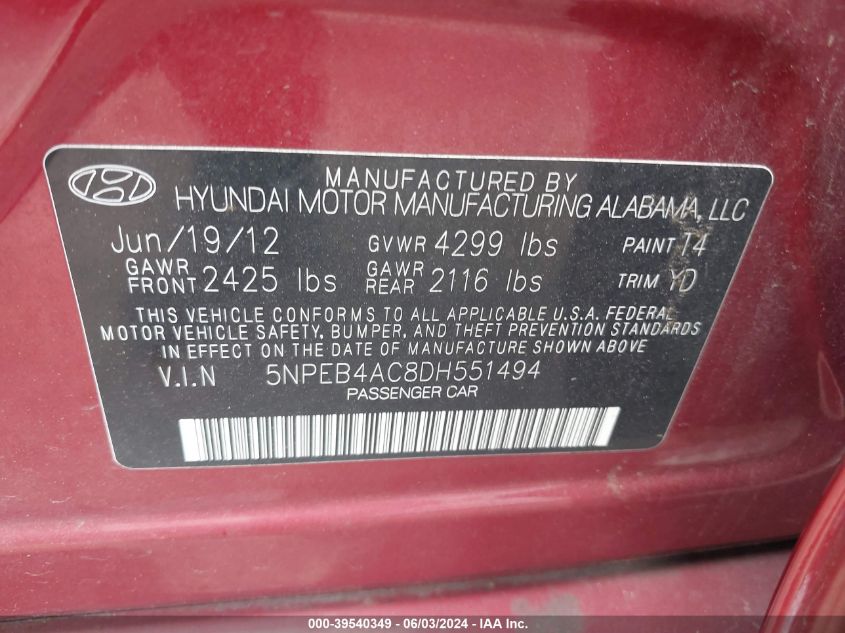 MANUFACTURED BY
HYUNDAI MOTOR MANUFACTURING ALABAMA, LLC
Jun/19/12 GVWR 4299 lbs PAINT 14
GAWR FRONT 2425 lbs GAWR REAR 2116 lbs TRIM YD
THIS VEHICLE CONFORMS TO ALL APPLICABLE U.S.A. FEDERAL
MOTOR VEHICLE SAFETY, BUMPER, AND THEFT PREVENTION STANDARDS
IN EFFECT ON THE DATE OF MANUFACTURE SHOWN ABOVE
V.I.N 5NPEB4AC8DH551494
PASSENGER CAR
000-39540349 - 06/03/2024 - IAA Inc.